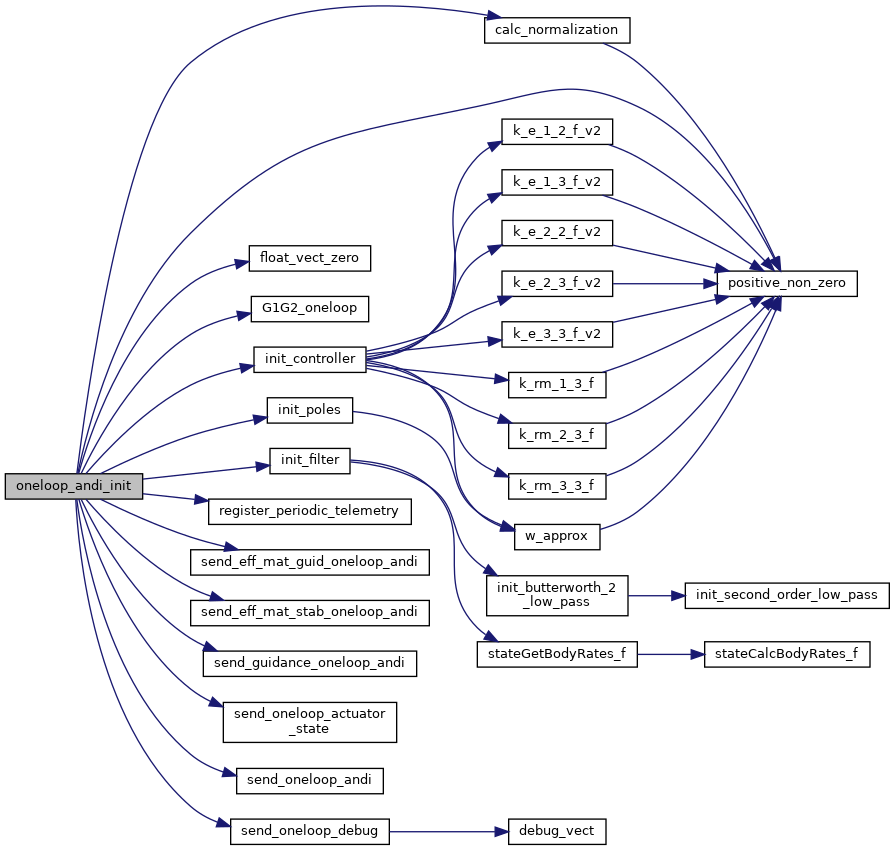 calc_normalization
k_e_1_2_f_v2
k_e_1_3_f_v2
k_e_2_2_f_v2
float_vect_zero
k_e_2_3_f_v2
positive_non_zero
G1G2_oneloop
k_e_3_3_f_v2
init_controller
k_rm_1_3_f
init_poles
k_rm_2_3_f
init_filter
oneloop_andi_init
k_rm_3_3_f
register_periodic_telemetry
w_approx
send_eff_mat_guid_oneloop_andi
init_butterworth_2
_low_pass
init_second_order_low_pass
send_eff_mat_stab_oneloop_andi
stateGetBodyRates_f
stateCalcBodyRates_f
send_guidance_oneloop_andi
send_oneloop_actuator
_state
send_oneloop_andi
send_oneloop_debug
debug_vect